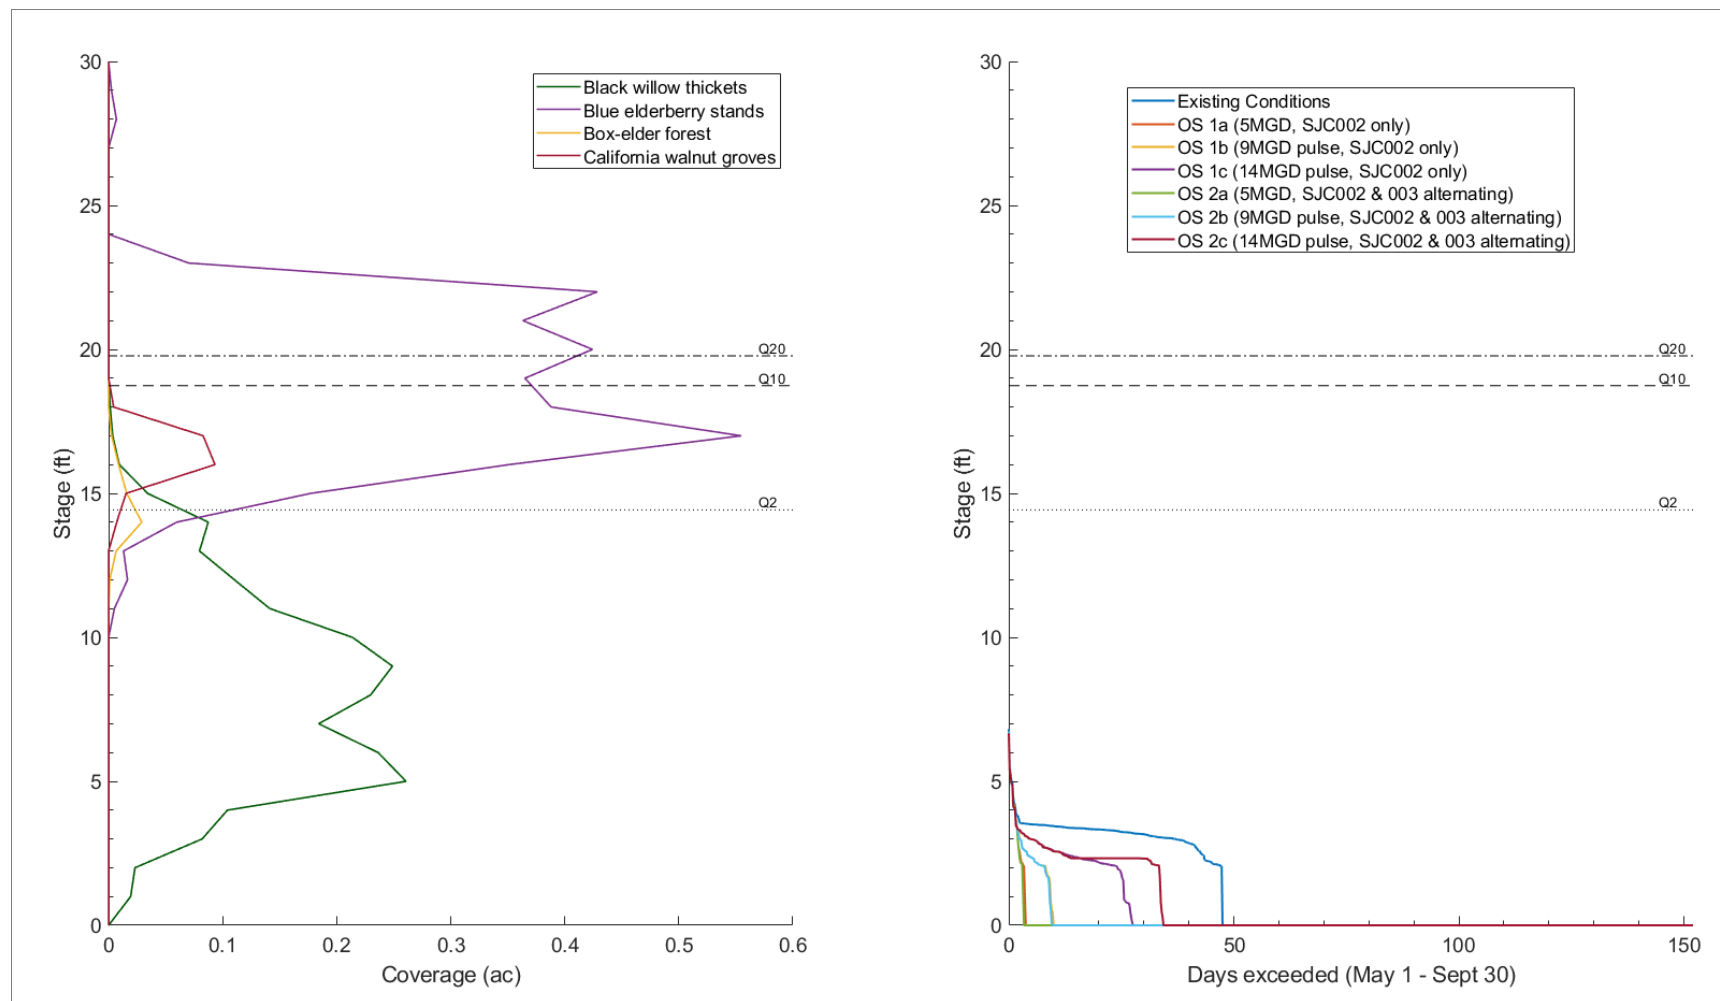 30
25
20
15
10
5
0
Stage (ft)
Black willow thickets
Blue elderberry stands
Box-elder forest
California walnut groves
Q20
Q10
Q2
0
0.1
0.2
0.3
0.4
0.5
0.6
Coverage (ac)
30
25
20
15
10
5
0
Stage (ft)
Existing Conditions
OS 1a (5MGD, SJC002 only)
OS 1b (9MGD pulse, SJC002 only)
OS 1c (14MGD pulse, SJC002 only)
OS 2a (5MGD, SJC002 & 003 alternating)
OS 2b (9MGD pulse, SJC002 & 003 alternating)
OS 2c (14MGD pulse, SJC002 & 003 alternating)
Q20
Q10
Q2
0
50
100
150
Days exceeded (May 1 - Sept 30)